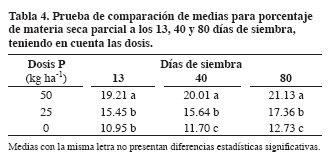 Tabla 4. Prueba de comparación de medias para porcentaje
de materia seca parcial a los 13, 40 y 80 días de siembra,
teniendo en cuenta las dosis.
Dosis P Días de siembra
(kg ha-1) 13 40 80
50 19.21 a 20.01 a 21.13 a
25 15.45 b 15.64 b 17.36 b
0 10.95 b 11.70 c 12.73 c
Medias con la misma letra no presentan diferencias estadísticas significativas.